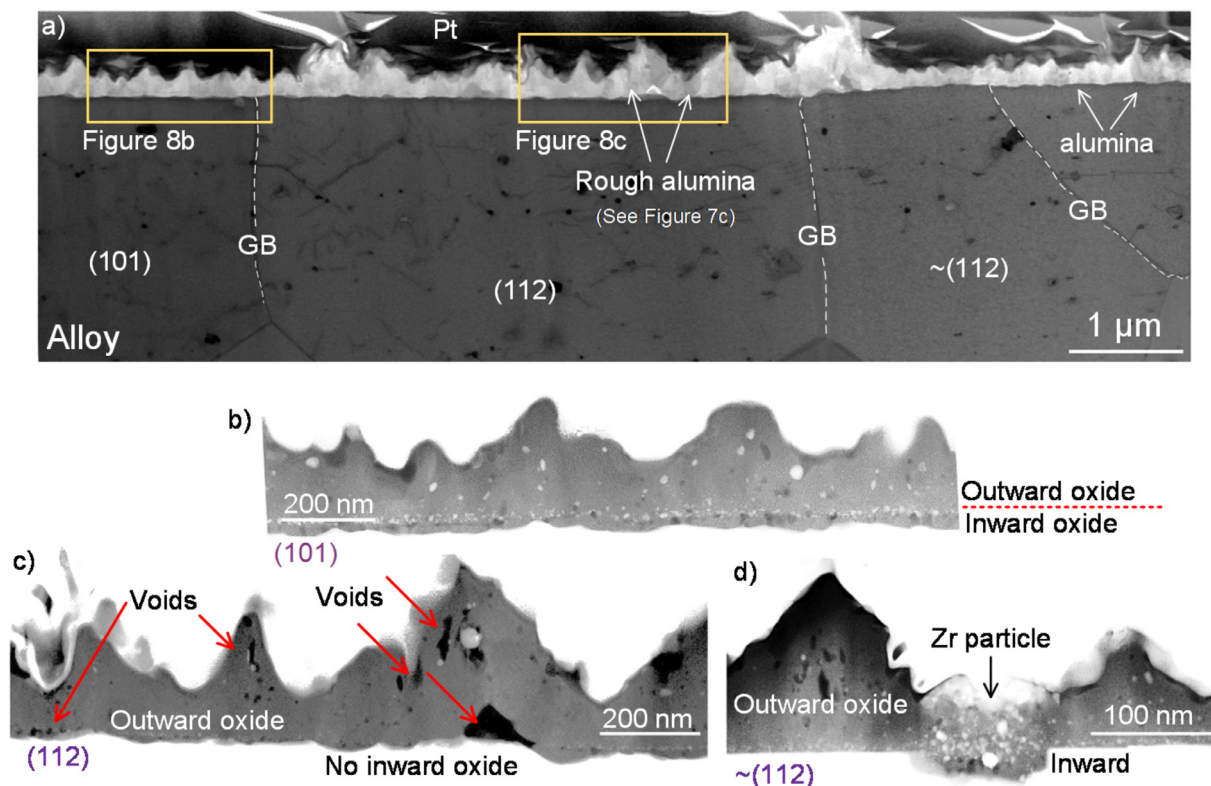 a)
Pt
Figure 8b
Figure 8c
Rough alumina
(See Figure 7c)
alumina
GB
GB
GB
(101)
(112)
~(112)
Alloy
1 µm
b)
200 nm
Outward oxide
Inward oxide
(101)
c)
Voids
Voids
Outward oxide
200 nm
(112)
No inward oxide
d)
Zr particle
Outward oxide
100 nm
Inward
~(112)